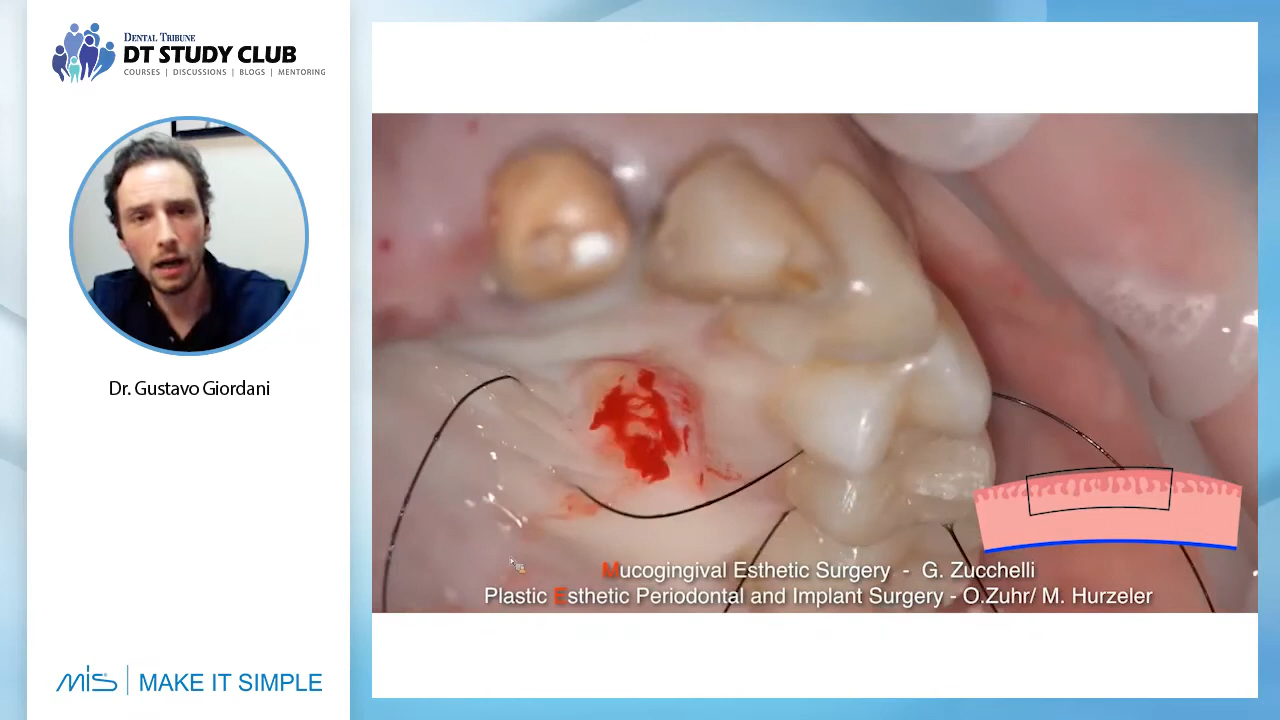 DENTAL TRIBUNE
DT STUDY CLUB
COURSES | DISCUSSIONS | BLOGS | MENTORING
Dr. Gustavo Giordani
Mucogingival Esthetic Surgery - G. Zucchelli
Plastic Esthetic Periodontal and Implant Surgery - O.Zuhr/ M. Hurzeler
mis | MAKE IT SIMPLE